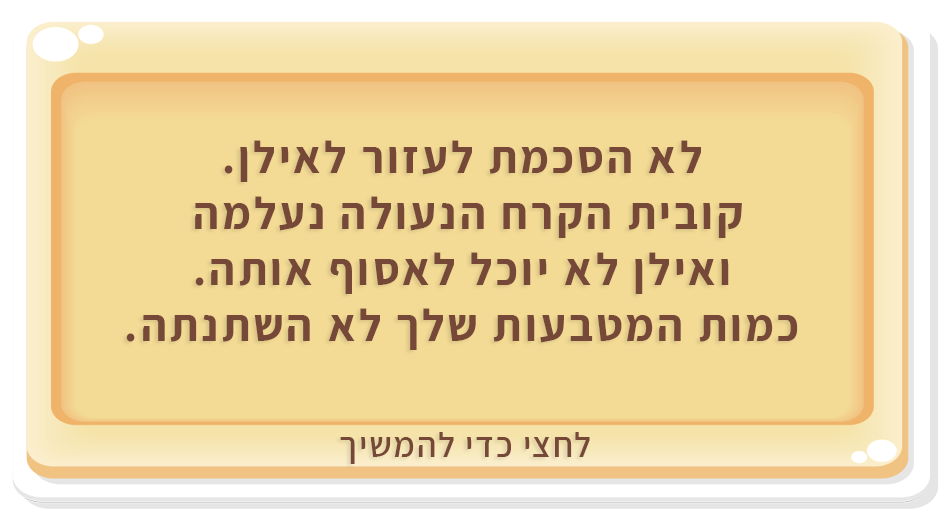 לא הסכמת לעזור לאילן.
קובית הקרח הנעולה נעלמה
ואילן לא יוכל לאסוף אותה.
כמות המטבעות שלך לא השתנתה.
לחצי כדי להמשיך